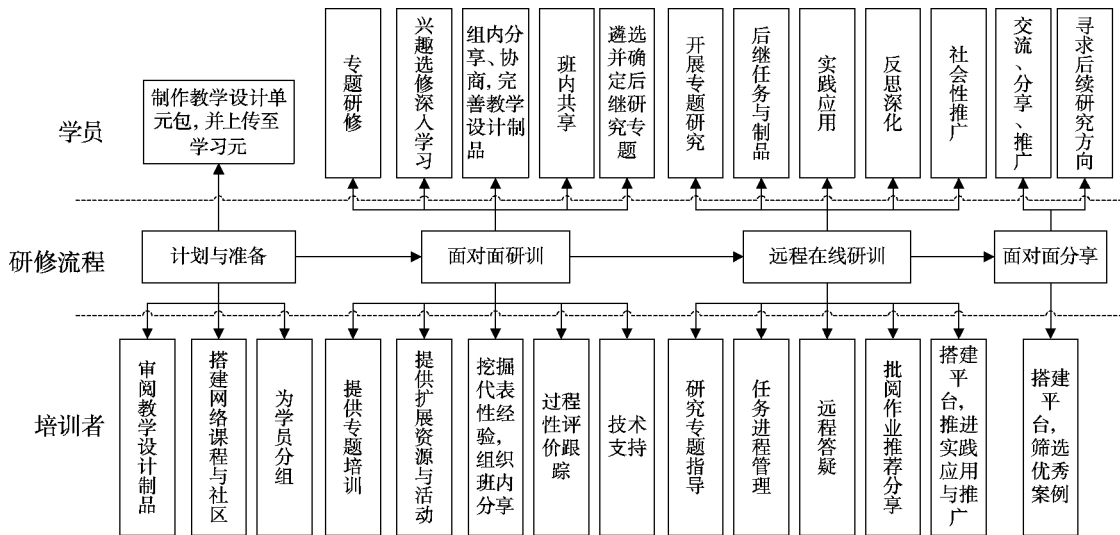 学员
制作教学设计单
元包,并上传至
学习元
专题研修
兴趣选修深入学习
组内分
享、协
商,完
善教学
设计制
品
班内共享
遴选
并确
定后
继研
究专
题
开展专题研究
后继任务与制品
实践应用
反思深化
社会性推广
交流、分享、推广
寻求后续研究方向
研修流程
计划与准备
面对面研训
远程在线研训
面对面分享
培训者
审阅教学设计制品
搭建网络课程与社区
为学员分组
提供专题培训
提供扩展资源与活动
挖掘
代表
性经
验,
组织
班内
分享
过程
性评
价跟
踪
技术
支持
研究专题指导
任务进程管理
远程答疑
批阅作业推荐分享
搭建
平
台,
推进
实践
应用
与推
广
搭建
平
台,
筛选
优秀
案例